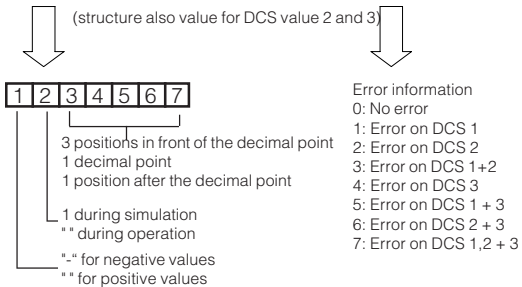 (structure also value for DCS value 2 and 3)
1 2 3 4 5 6 7
3 positions in front of the decimal point
1 decimal point
1 position after the decimal point
1 during simulation
" " during operation
"-“ for negative values
" " for positive values
Error information
0: No error
1: Error on DCS 1
2: Error on DCS 2
3: Error on DCS 1+2
4: Error on DCS 3
5: Error on DCS 1 + 3
6: Error on DCS 2 + 3
7: Error on DCS 1,2 + 3